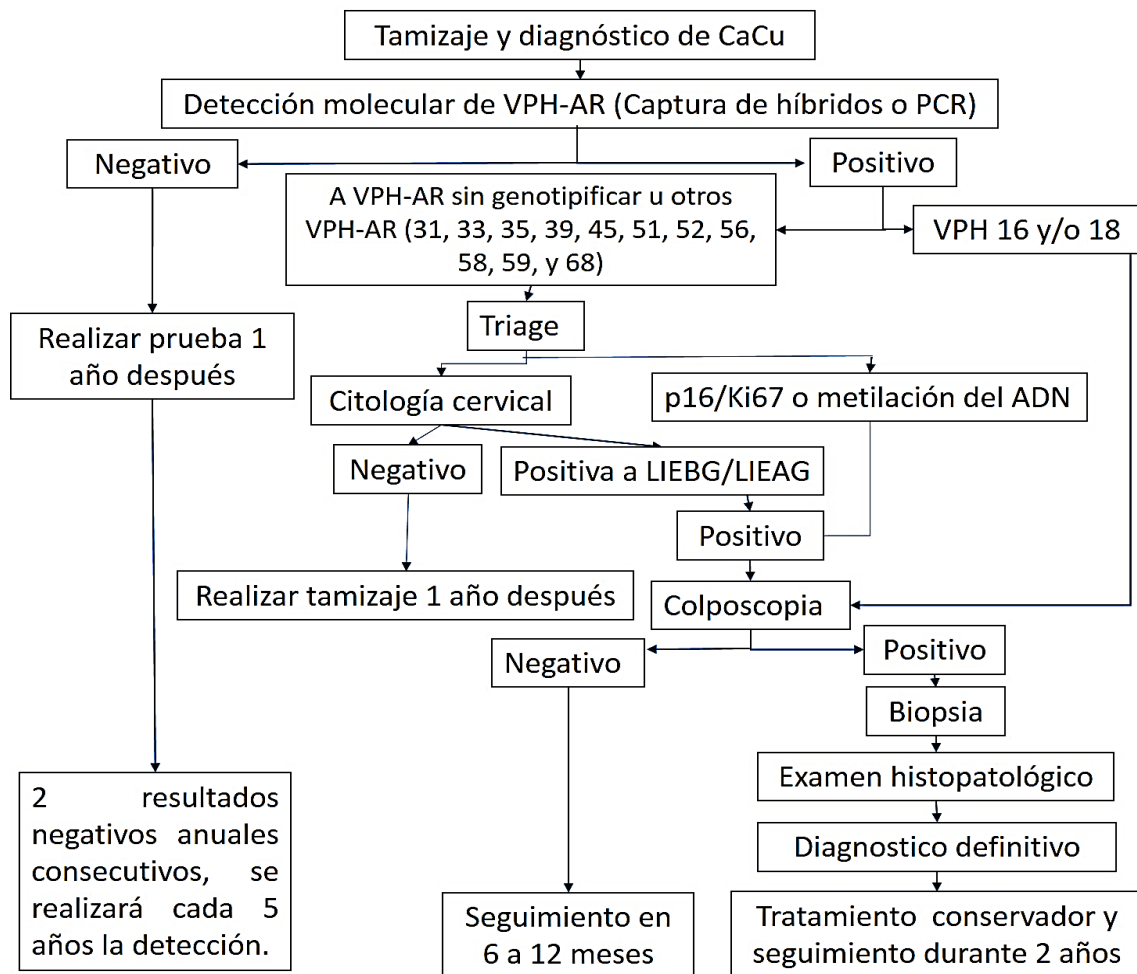 Tamizaje y diagnóstico de CaCu
Detección molecular de VPH-AR (Captura de híbridos o PCR)
Negativo
Positivo
A VPH-AR sin genotipificar u otros
VPH-AR (31, 33, 35, 39, 45, 51, 52, 56,
58, 59, y 68)
VPH 16 y/o 18
Triage
Realizar prueba 1
año después
Citología cervical
p16/Ki67 o metilación del ADN
Negativo
Positiva a LIEBG/LIEAG
Positivo
Realizar tamizaje 1 año después
Colposcopia
Negativo
Positivo
Biopsia
Examen histopatológico
2 resultados
negativos anuales
consecutivos, se
realizará cada 5
años la detección.
Diagnostico definitivo
Seguimiento en
6 a 12 meses
Tratamiento conservador y
seguimiento durante 2 años